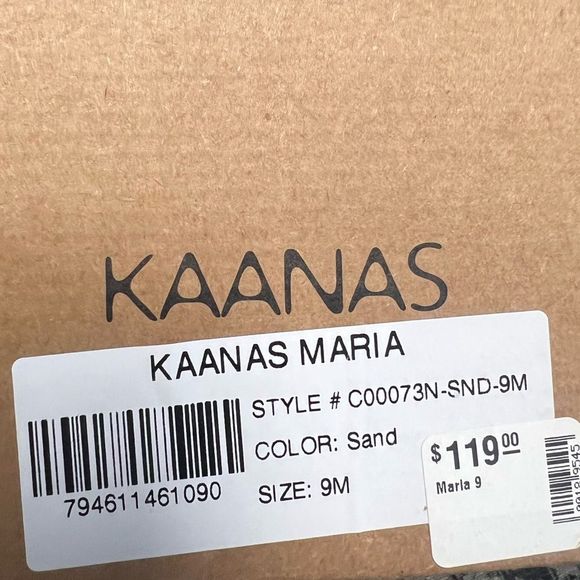 KAANAS
KAANAS MARIA
STYLE # C00073N-SND-9M
COLOR: Sand
SIZE: 9M
794611461090
$119.00
Maria 9